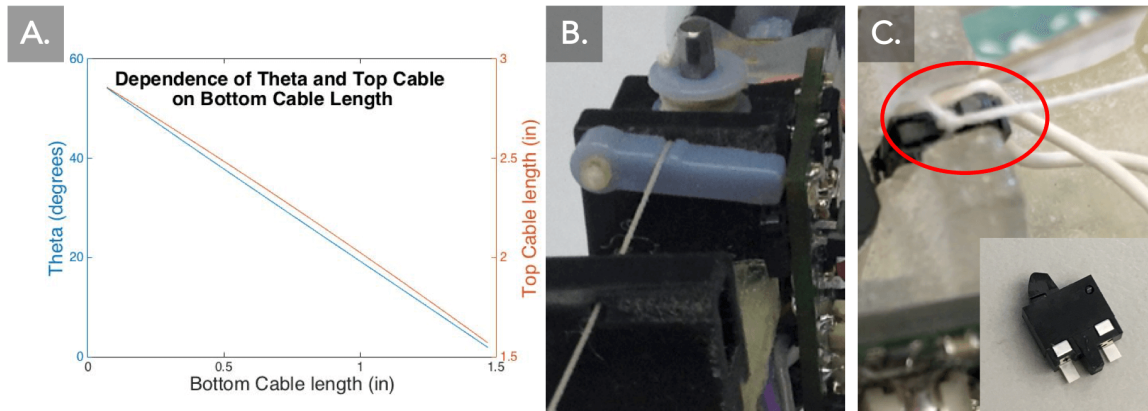 A.
Dependence of Theta and Top Cable
on Bottom Cable Length
Theta (degrees)
60
40
20
0
0
0.5
1
1.5
Bottom Cable length (in)
3
2.5
2
1.5
Top Cable length (in)
B.
C.